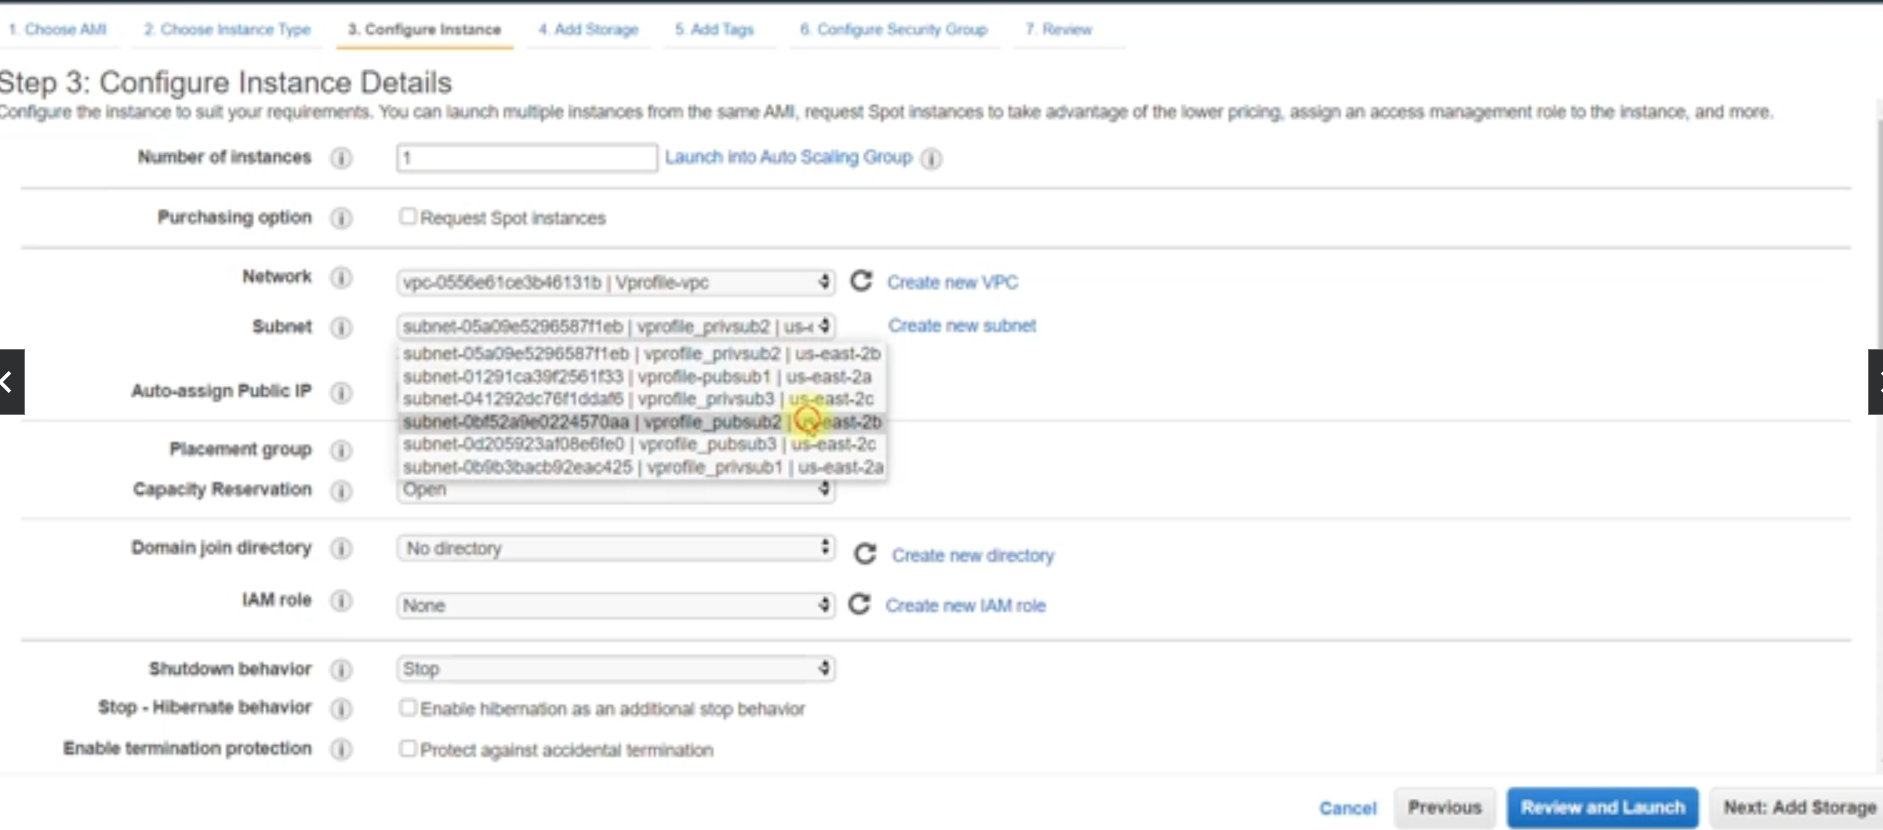 1. Choose AMI 2. Choose Instance Type 3. Configure Instance 4. Add Storage 5. Add Tags 6. Configure Security Group 7. Review
Step 3: Configure Instance Details
Configure the instance to suit your requirements. You can launch multiple instances from the same AMI, request Spot instances to take advantage of the lower pricing, assign an access management role to the instance, and more.
Number of instances 1 Launch into Auto Scaling Group
Purchasing option Request Spot instances
Network vpc-0556e61ce3b46131b | Vprofile-vpc Create new VPC
Subnet subnet-05a09e5296587f1eb | vprofile_privsub2 | us-e Create new subnet
subnet-05a09e5296587f1eb | vprofile_privsub2 | us-east-2b
subnet-01291ca39f2561f33 | vprofile-pubsub1 | us-east-2a
Auto-assign Public IP
subnet-041292dc76f1ddaf6 | vprofile_privsub3 | us-east-2c
subnet-0bf52a9e0224570aa | vprofile_pubsub2 | us-east-2b
subnet-0d205923af08e6fe0 | vprofile_pubsub3 | us-east-2c
Placement group
subnet-0b9b3bacb92eac425 | vprofile_privsub1 | us-east-2a
Capacity Reservation Open
Domain join directory No directory Create new directory
IAM role None Create new IAM role
Shutdown behavior Stop
Stop - Hibernate behavior Enable hibernation as an additional stop behavior
Enable termination protection Protect against accidental termination
Cancel Previous Review and Launch Next: Add Storage